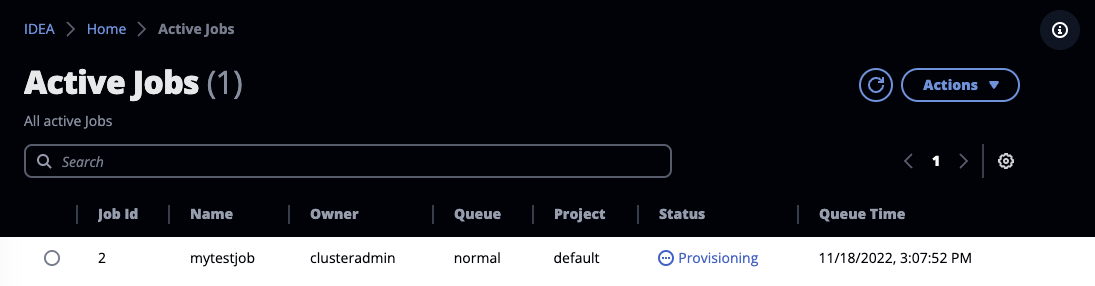 IDEA Home Active Jobs
Active Jobs (1)
Actions
All active Jobs
Search
1
Job Id Name Owner Queue Project Status Queue Time
2 mytestjob clusteradmin normal default Provisioning 11/18/2022, 3:07:52 PM